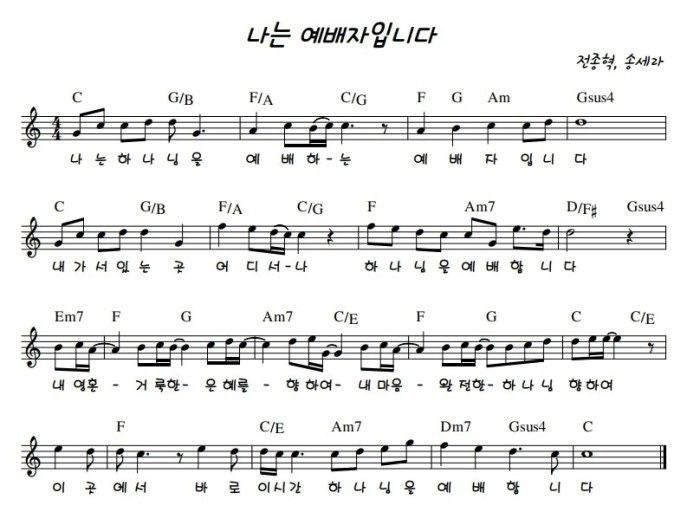 나는 예배자입니다
전종혁, 송세라
C G/B F/A C/G F G Am Gsus4
4
4
나 는 하 나 님 을 예 배 하 - 는 예 배 자 입 니 다
C G/B F/A C/G F Am7 D/F♯ Gsus4
내 가 서 있 는 곳 어 디 서 - 나 하 나 님 을 예 배 합 니 다
Em7 F G Am7 C/E F G C C/E
내 영혼 - 거 룩한 - 은 혜를 - 향 하여 - 내 마음 - 완 전한 - 하 나 님 향 하여
F C/E Am7 Dm7 Gsus4 C
이 곳 에 서 바 로 이 시 간 하 나 님 을 예 배 합 니 다